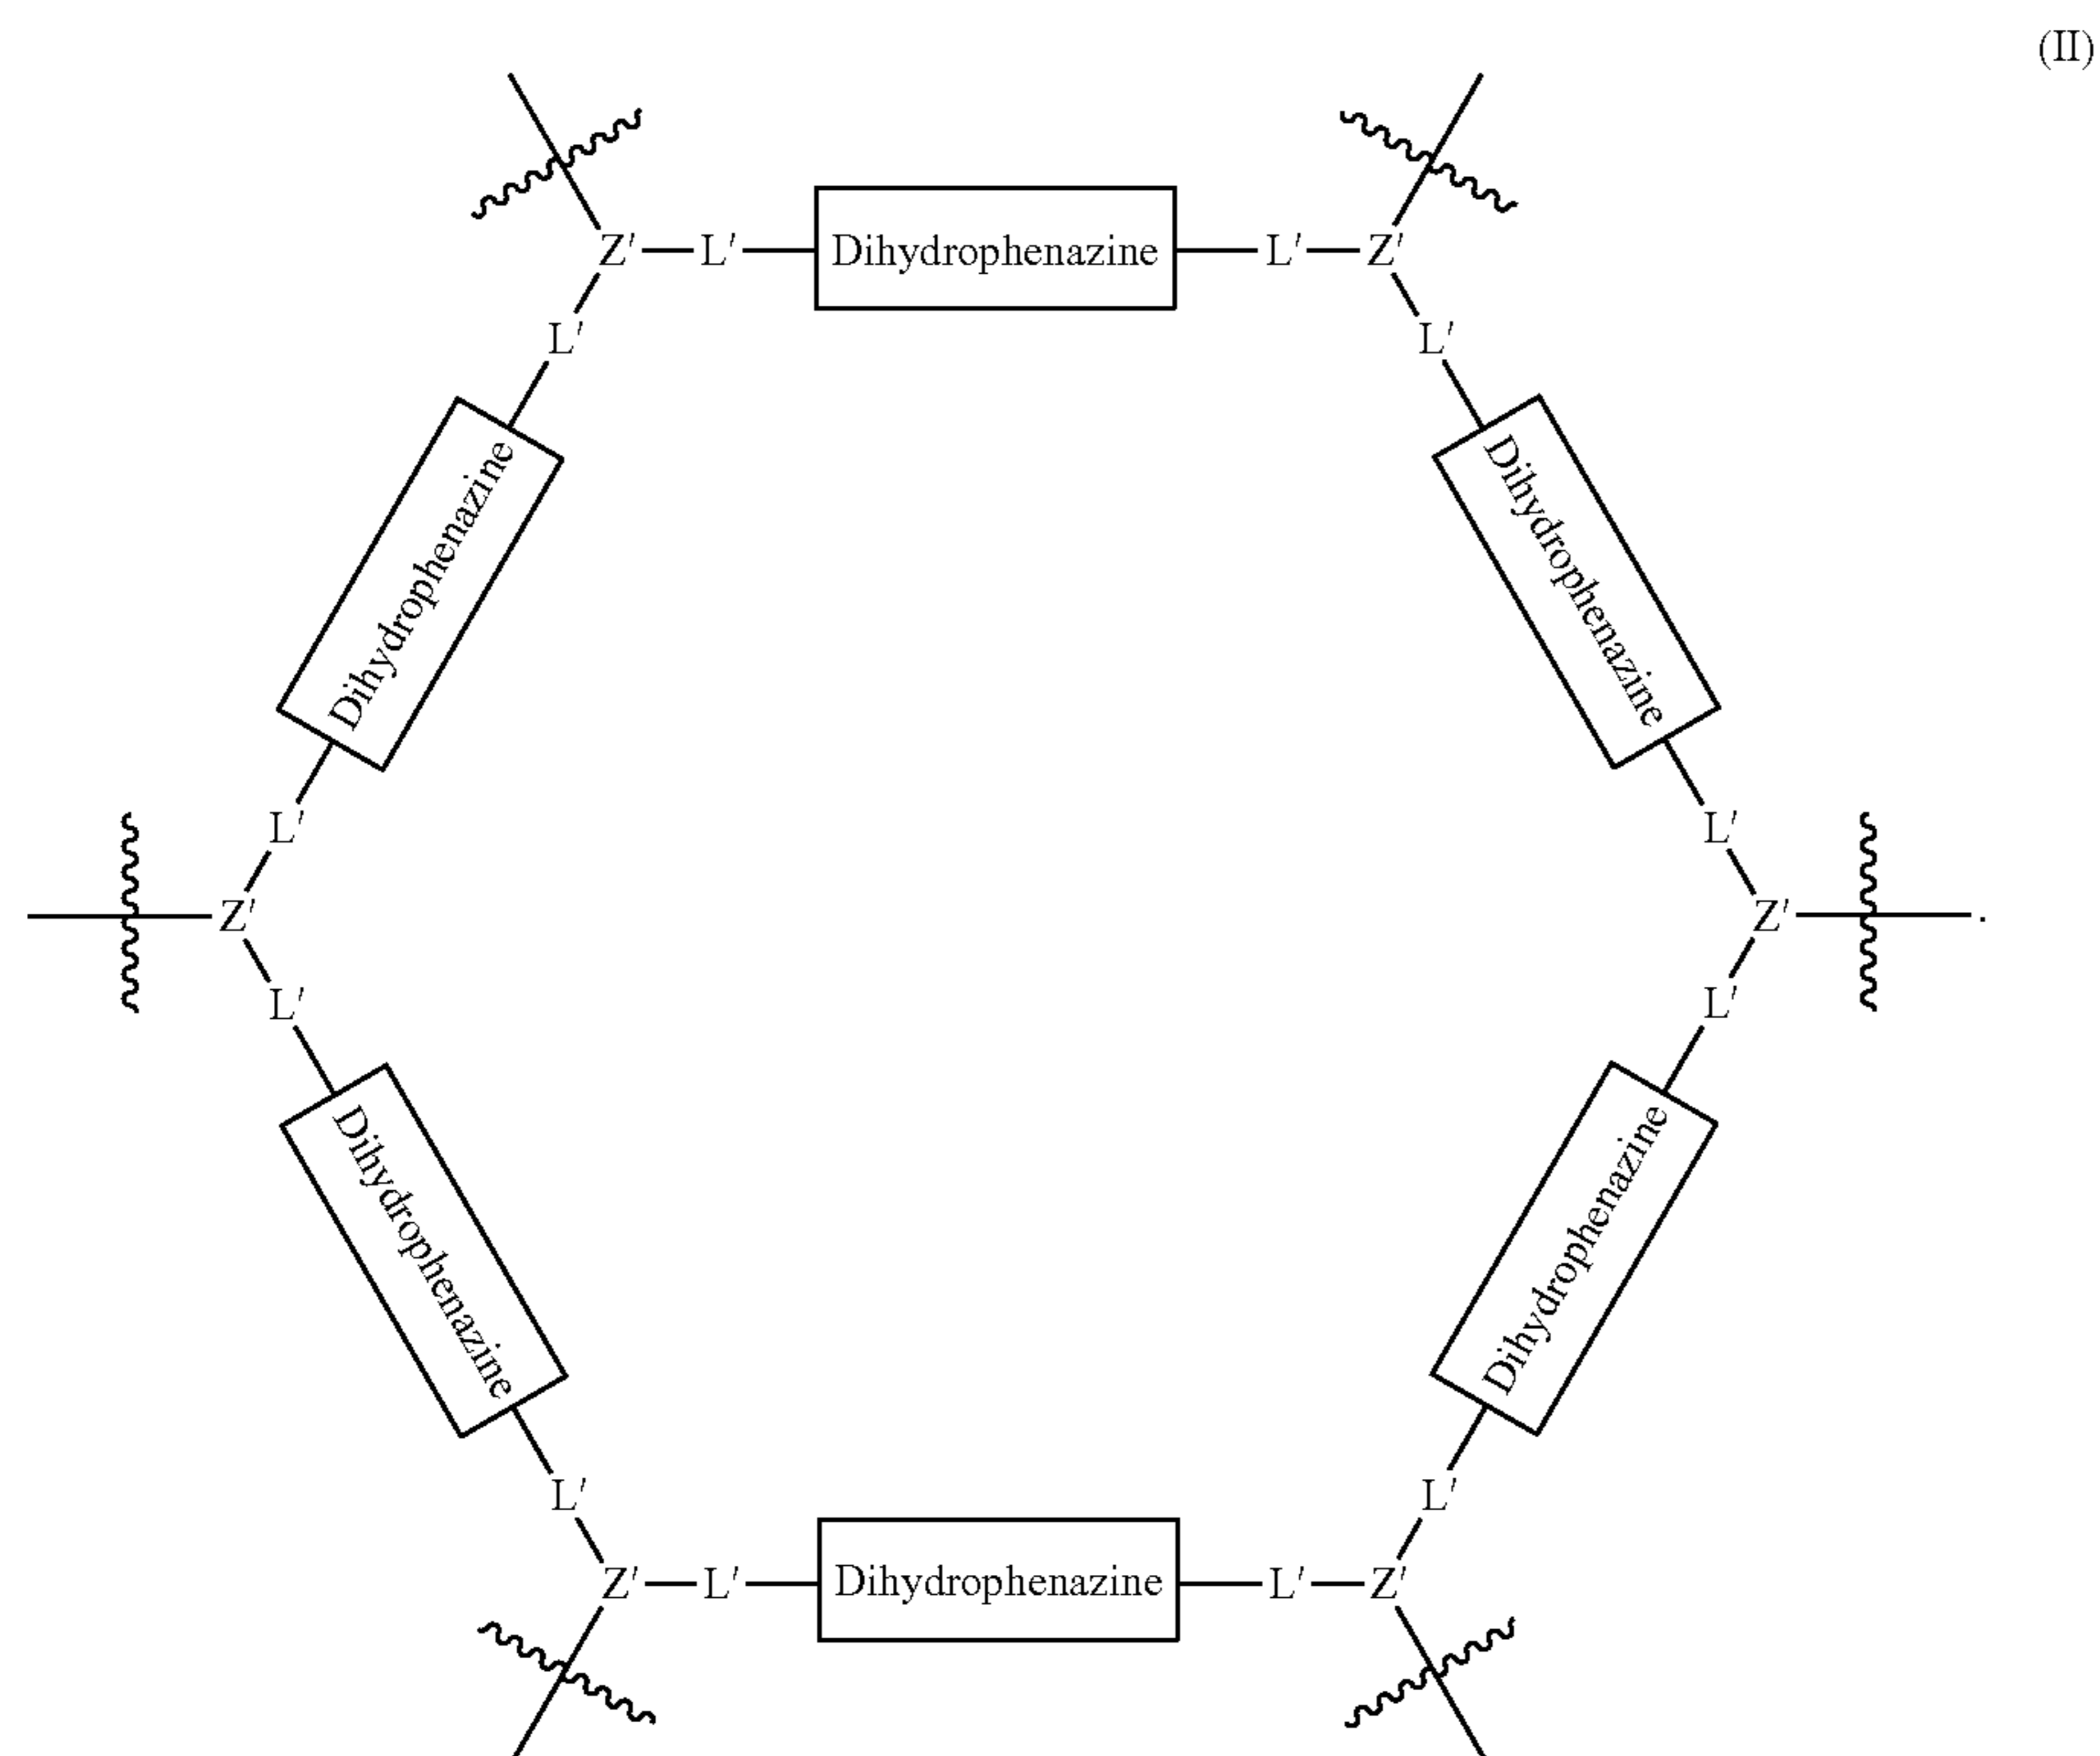 (II)
Z' L' Dihydrophenazine L' Z'
L' L'
Dihydrophenazine Dihydrophenazine
L' L'
Z' Z' .
L' L'
Dihydrophenazine Dihydrophenazine
L' L'
Z' L' Dihydrophenazine L' Z'